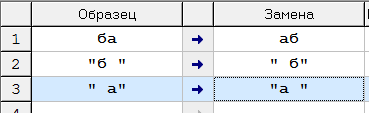 Образец Замена
1 ба → аб
2 "б " → " б"
3 " а" → "а "